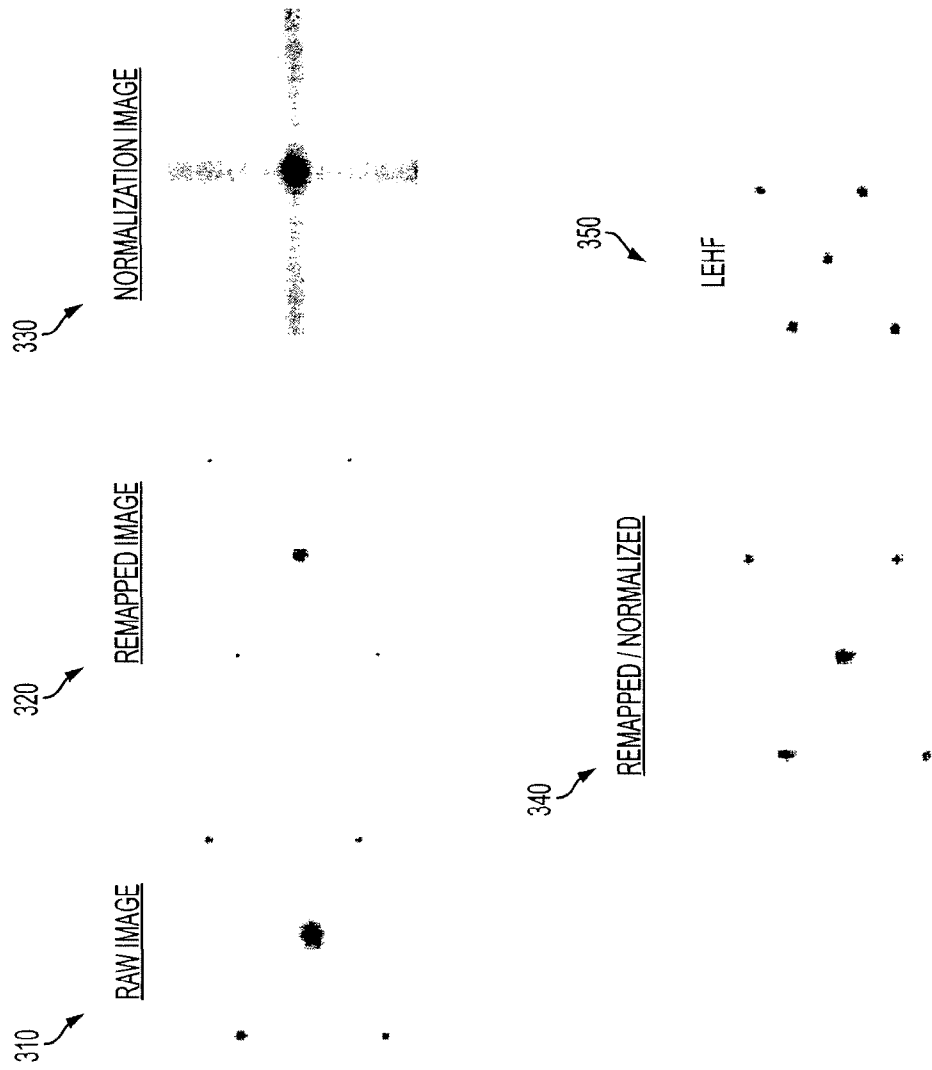 310
RAW IMAGE
320
REMAPPED IMAGE
330
NORMALIZATION IMAGE
340
REMAPPED / NORMALIZED
350
LEHF